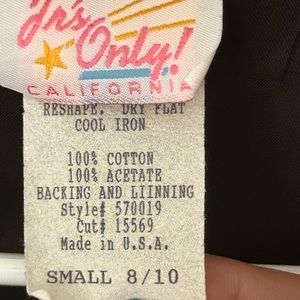 Jrs
Only!
CALIFORNIA
RESHAPE. DRY FLAT
COOL IRON
100% COTTON
100% ACETATE
BACKING AND LIINNING
Style# 570019
Cut# 15569
Made in U.S.A.
SMALL 8/10